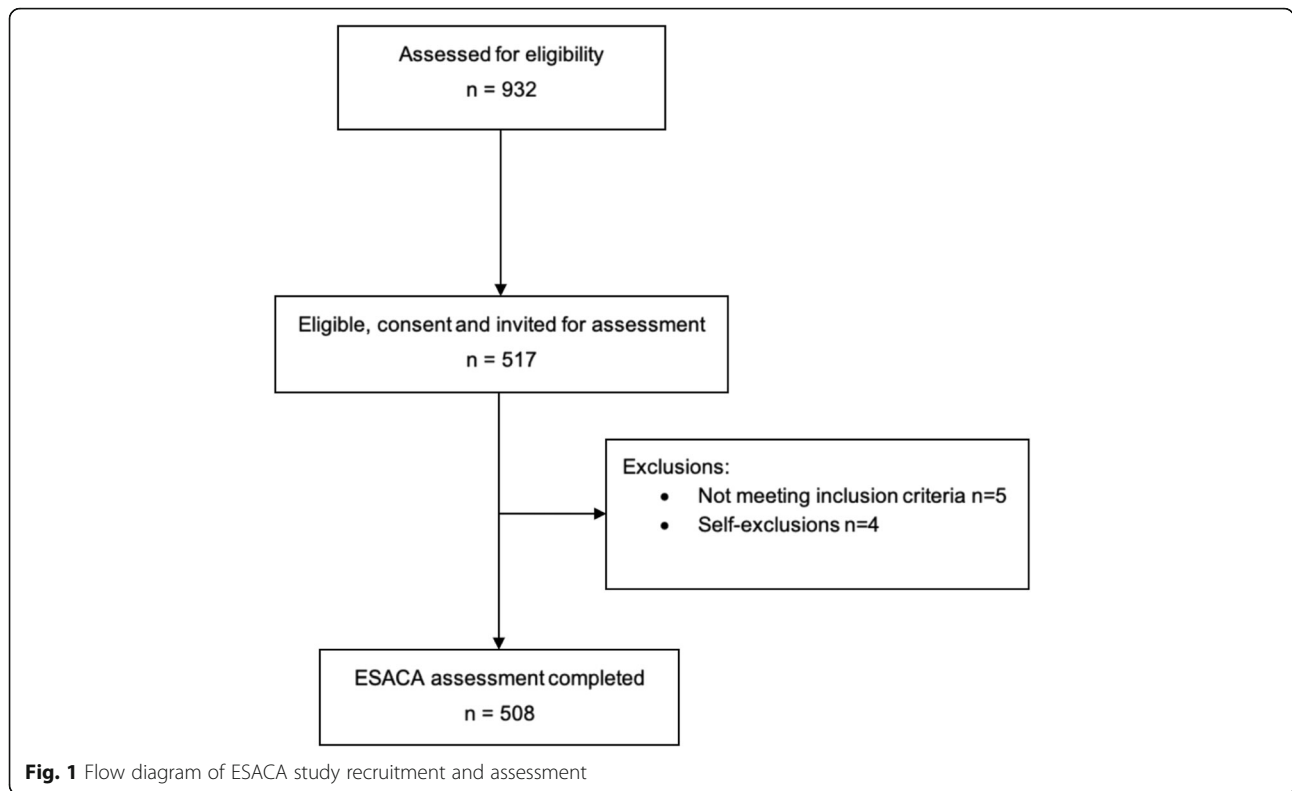 Assessed for eligibility
n = 932
Eligible, consent and invited for assessment
n = 517
Exclusions:
• Not meeting inclusion criteria n=5
• Self-exclusions n=4
ESACA assessment completed
n = 508
Fig. 1 Flow diagram of ESACA study recruitment and assessment